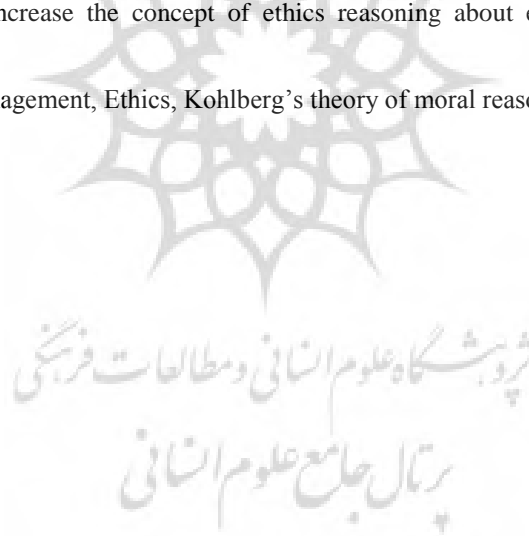 ncrease the concept of ethics reasoning about
agement, Ethics, Kohlberg's theory of moral reaso
پژوهشگاه علوم انسانی و مطالعات فرهنگی
پرتال جامع علوم انسانی